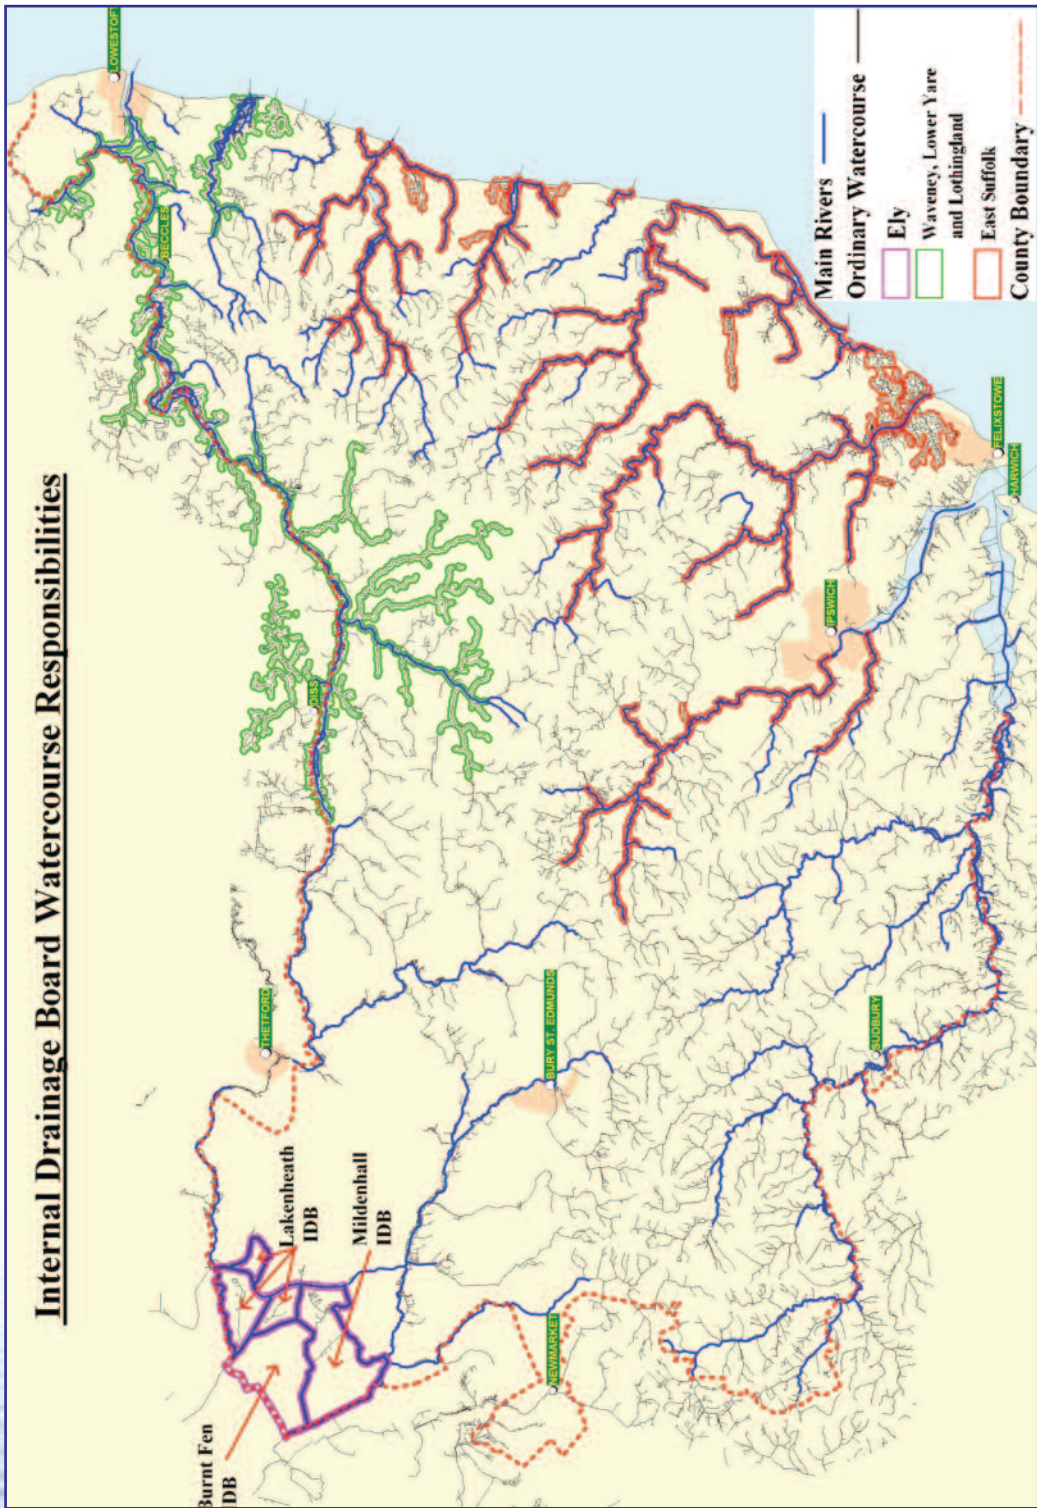 Internal Drainage Board Watercourse Responsibilities
Burnt Fen
IDB
Lakenheath
IDB
Mildenhall
IDB
THETFORD
DISS
BECCLES
LOWESTOFT
NEWMARKET
BURY ST. EDMUNDS
SUDBURY
IPSWICH
FELIXSTOWE
HARWICH
Main Rivers
Ordinary Watercourse
Ely
Waveney, Lower Yare
and Lothingland
East Suffolk
County Boundary